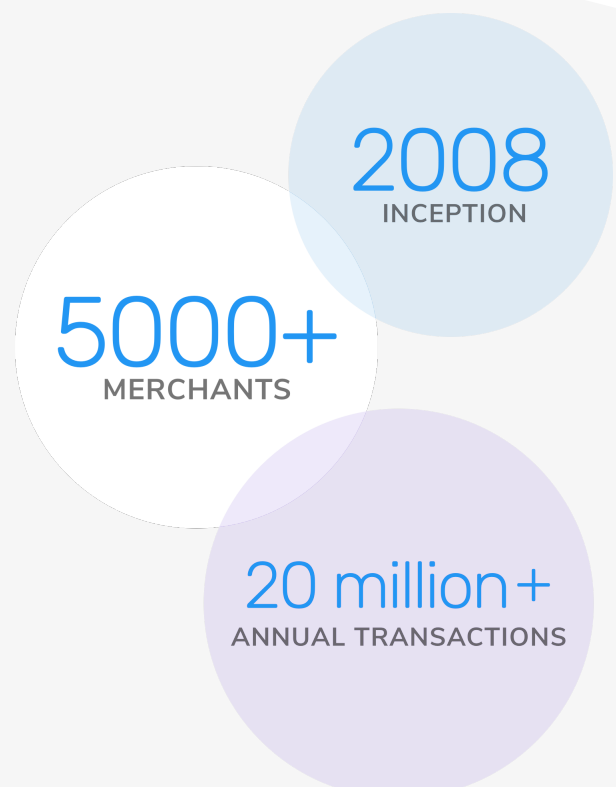 2008
INCEPTION
5000+
MERCHANTS
20 million+
ANNUAL TRANSACTIONS